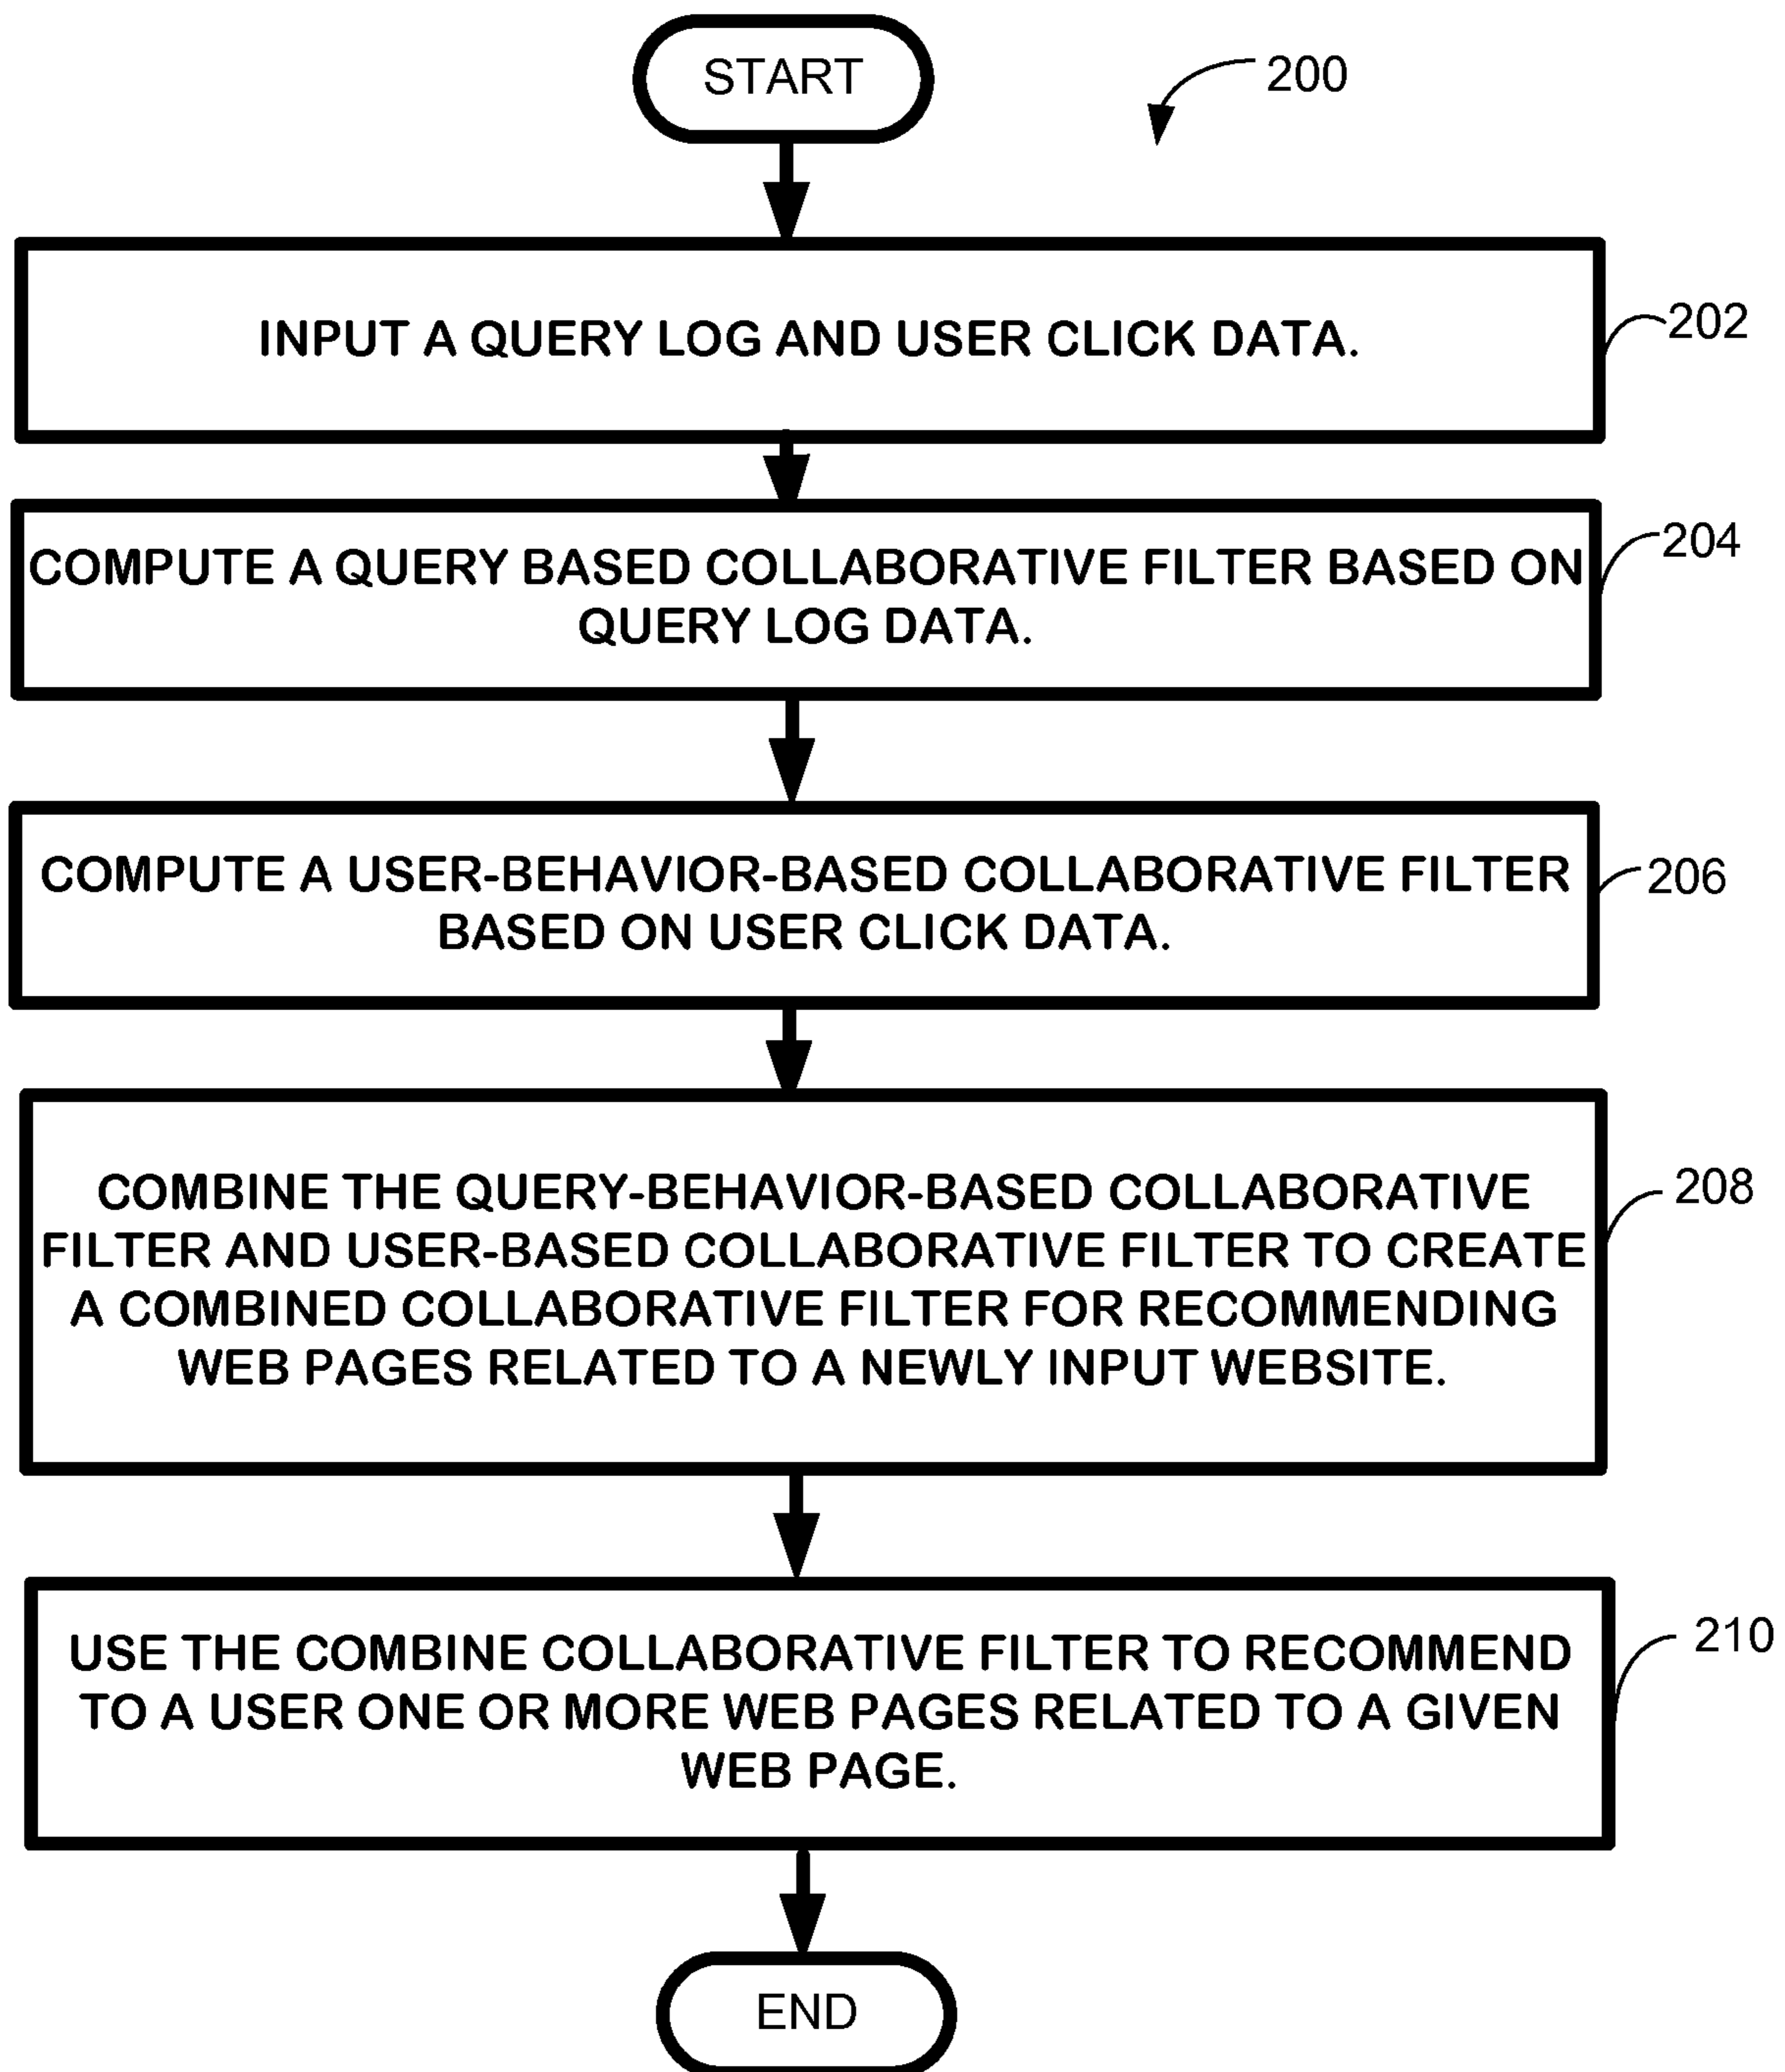 START
200
INPUT A QUERY LOG AND USER CLICK DATA.
202
COMPUTE A QUERY BASED COLLABORATIVE FILTER BASED ON
QUERY LOG DATA.
204
COMPUTE A USER-BEHAVIOR-BASED COLLABORATIVE FILTER
BASED ON USER CLICK DATA.
206
COMBINE THE QUERY-BEHAVIOR-BASED COLLABORATIVE
FILTER AND USER-BASED COLLABORATIVE FILTER TO CREATE
A COMBINED COLLABORATIVE FILTER FOR RECOMMENDING
WEB PAGES RELATED TO A NEWLY INPUT WEBSITE.
208
USE THE COMBINE COLLABORATIVE FILTER TO RECOMMEND
TO A USER ONE OR MORE WEB PAGES RELATED TO A GIVEN
WEB PAGE.
210
END